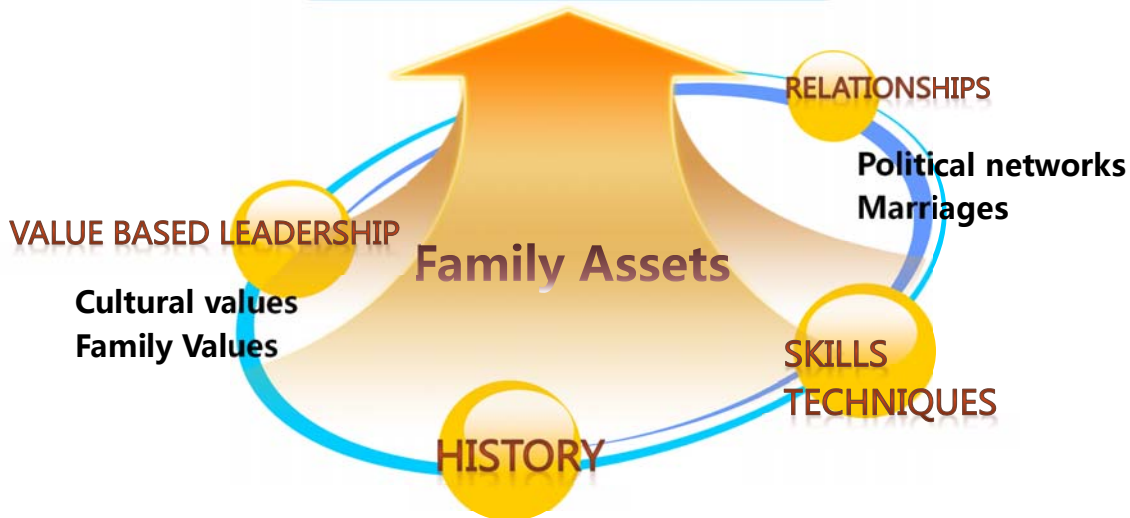 RELATIONSHIPS
Political networks
Marriages
VALUE BASED LEADERSHIP
Cultural values
Family Values
Family Assets
SKILLS
TECHNIQUES
HISTORY